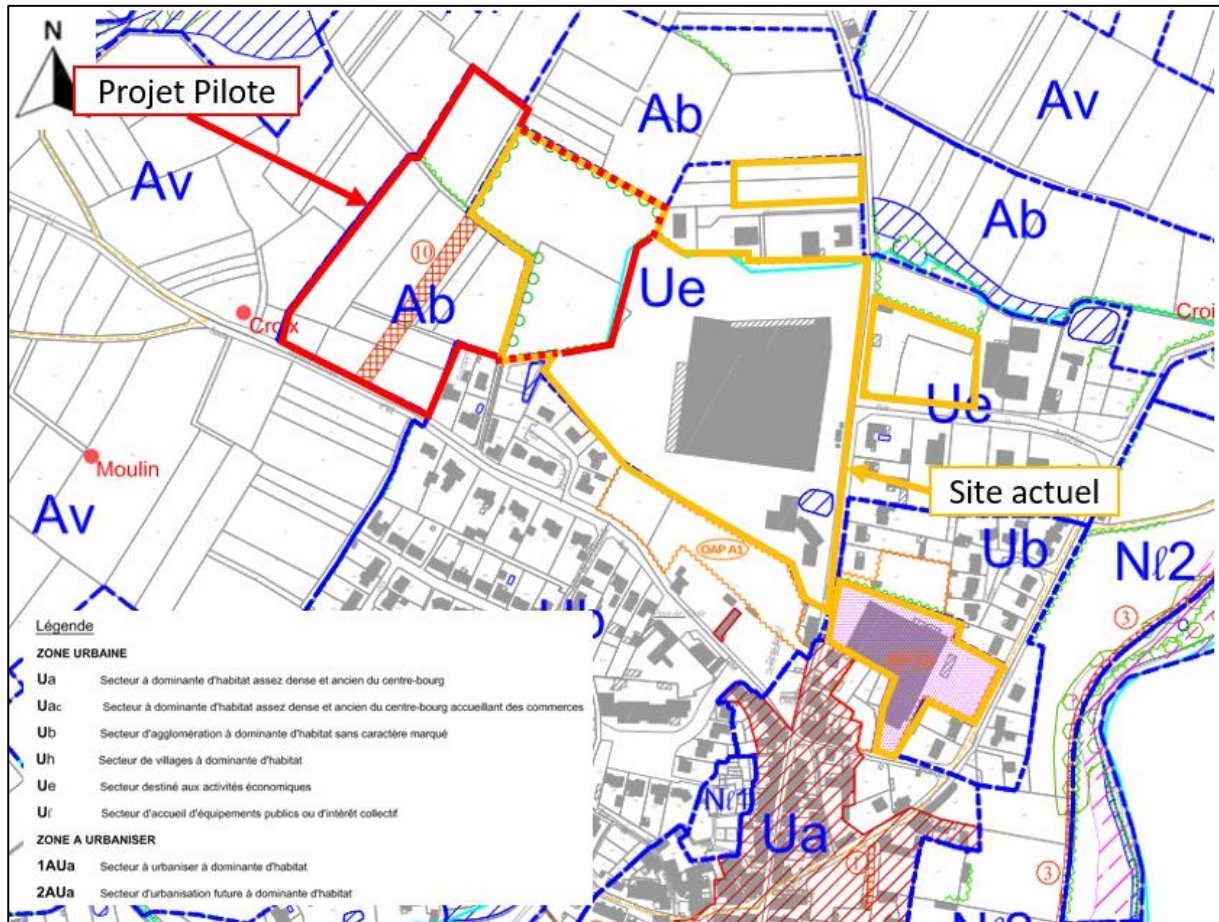 N
Projet Pilote
Av
Ab
Av
Ab
10
Ab
Ue
Croix
Croi
Ue
Moulin
Site actuel
Av
OAP A1
Ub
Nℓ2
3
Légende
ZONE URBAINE
Ua Secteur à dominante d'habitat assez dense et ancien du centre-bourg
Uac Secteur à dominante d'habitat assez dense et ancien du centre-bourg accueillant des commerces
Ub Secteur d'agglomération à dominante d'habitat sans caractère marqué
Uh Secteur de villages à dominante d'habitat
Ue Secteur destiné aux activités économiques
Uℓ Secteur d'accueil d'équipements publics ou d'intérêt collectif
ZONE A URBANISER
1AUa Secteur à urbaniser à dominante d'habitat
2AUa Secteur d'urbanisation future à dominante d'habitat
Nℓ1
Ua
1
3